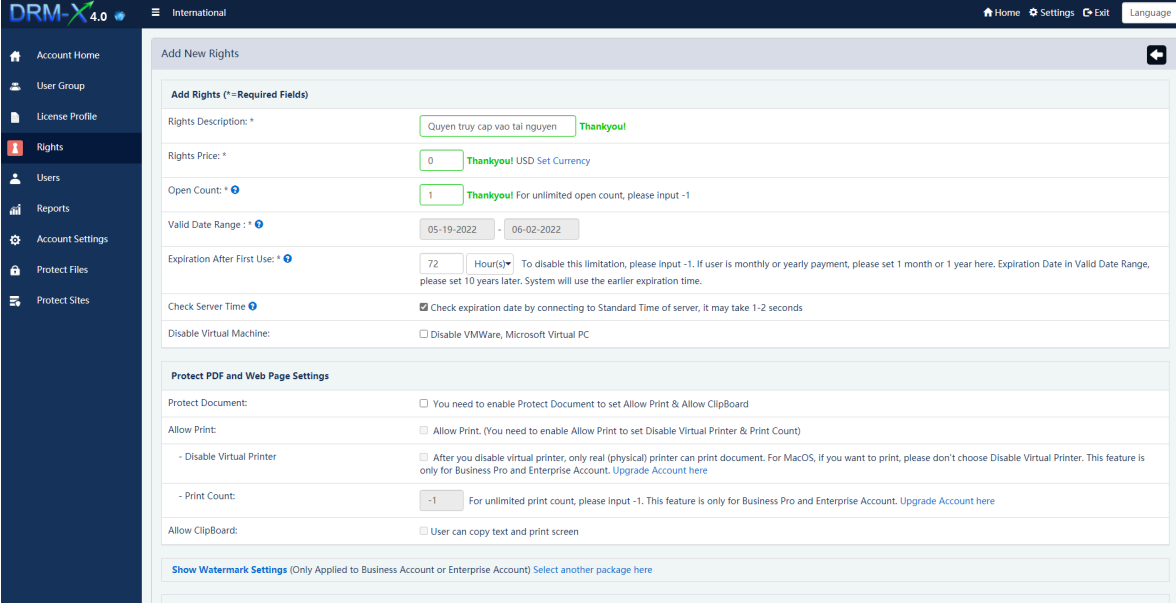 DRM-X 4.0
International
Home Settings Exit Language
Account Home
User Group
License Profile
Rights
Users
Reports
Account Settings
Protect Files
Protect Sites
Add New Rights
Add Rights (*=Required Fields)
Rights Description: * Quyen truy cap vao tai nguyen Thankyou!
Rights Price: * 0 Thankyou! USD Set Currency
Open Count: * 1 Thankyou! For unlimited open count, please input -1
Valid Date Range : * 05-19-2022 - 06-02-2022
Expiration After First Use: * 72 Hour(s) To disable this limitation, please input -1. If user is monthly or yearly payment, please set 1 month or 1 year here. Expiration Date in Valid Date Range,
please set 10 years later. System will use the earlier expiration time.
Check Server Time Check expiration date by connecting to Standard Time of server, it may take 1-2 seconds
Disable Virtual Machine: Disable VMWare, Microsoft Virtual PC
Protect PDF and Web Page Settings
Protect Document: You need to enable Protect Document to set Allow Print & Allow ClipBoard
Allow Print: Allow Print. (You need to enable Allow Print to set Disable Virtual Printer & Print Count)
- Disable Virtual Printer After you disable virtual printer, only real (physical) printer can print document. For MacOS, if you want to print, please don't choose Disable Virtual Printer. This feature is
only for Business Pro and Enterprise Account. Upgrade Account here
- Print Count: -1 For unlimited print count, please input -1. This feature is only for Business Pro and Enterprise Account. Upgrade Account here
Allow ClipBoard: User can copy text and print screen
Show Watermark Settings (Only Applied to Business Account or Enterprise Account) Select another package here